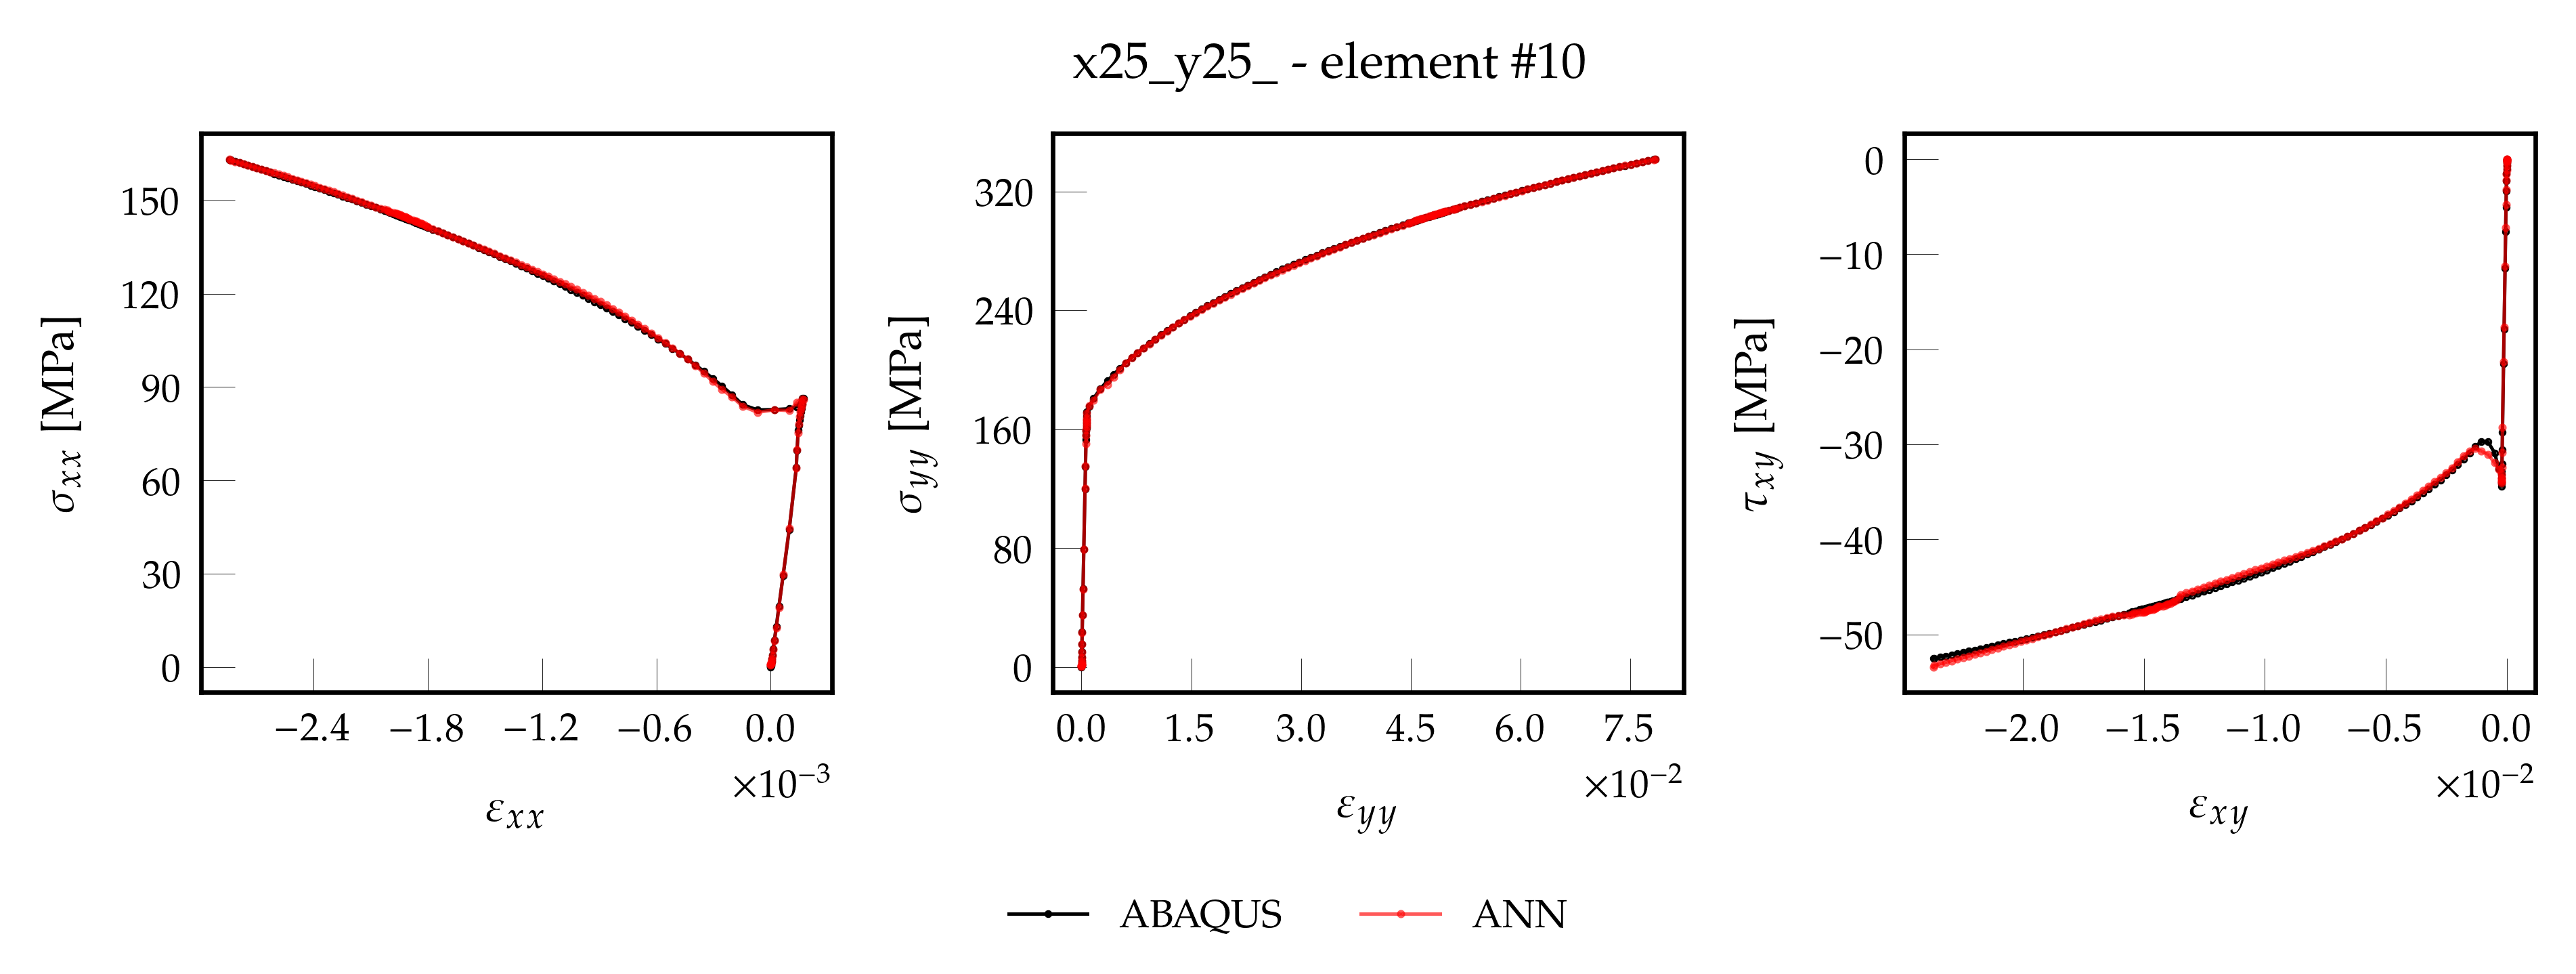 x25_y25_ - element #10
σxx [MPa]
150
120
90
60
30
0
−2.4 −1.8 −1.2 −0.6 0.0
×10−3
εxx
σyy [MPa]
320
240
160
80
0
0.0 1.5 3.0 4.5 6.0 7.5
×10−2
εyy
τxy [MPa]
0
−10
−20
−30
−40
−50
−2.0 −1.5 −1.0 −0.5 0.0
×10−2
εxy
ABAQUS ANN